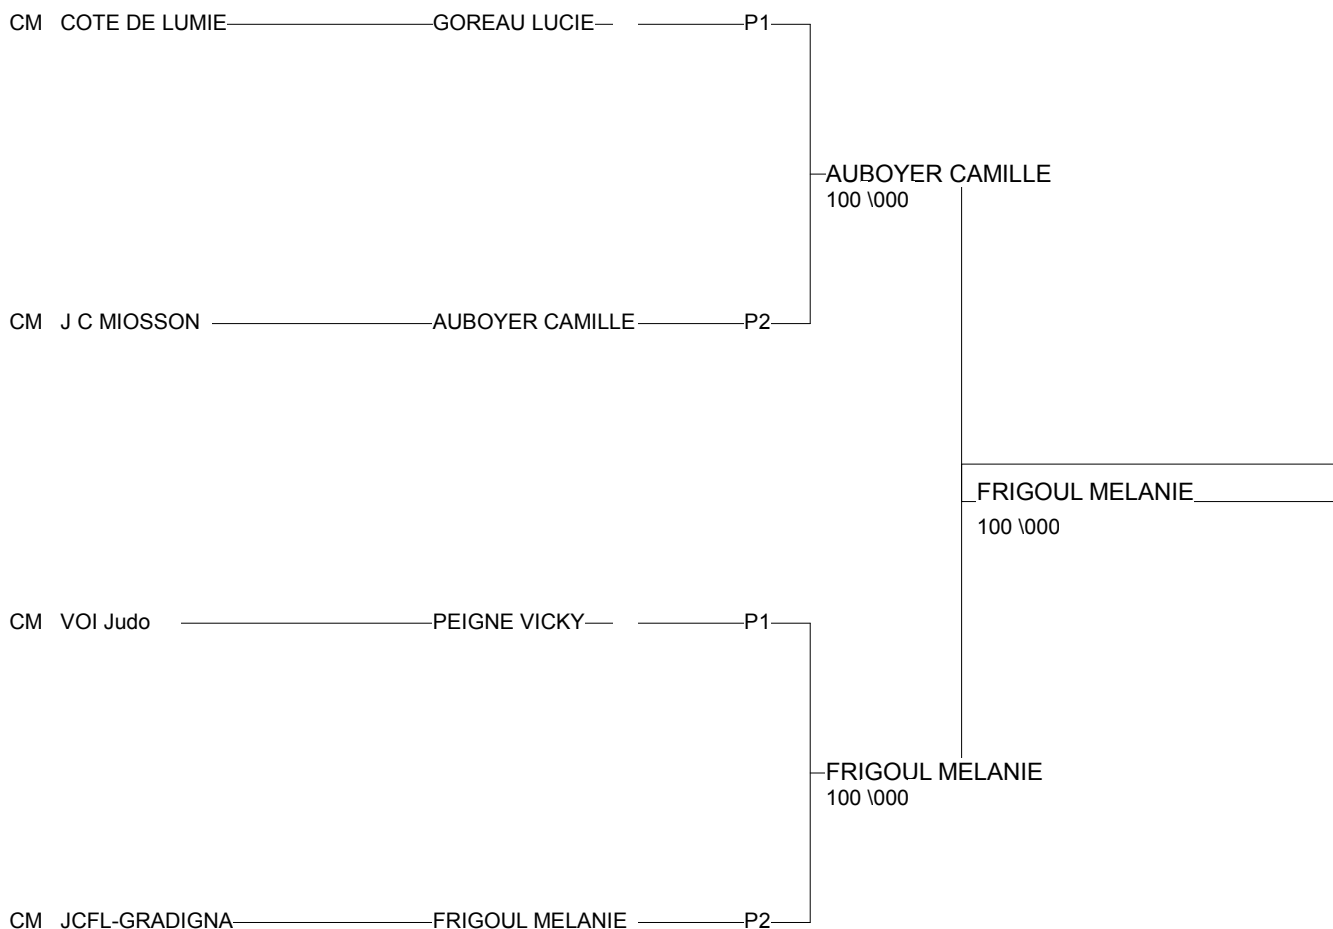 CM COTE DE LUMIE GOREAU LUCIE P1
AUBOYER CAMILLE
100 \000
CM J C MIOSSON AUBOYER CAMILLE P2
FRIGOUL MELANIE
100 \000
CM VOI Judo PEIGNE VICKY P1
FRIGOUL MELANIE
100 \000
CM JCFL-GRADIGNA FRIGOUL MELANIE P2